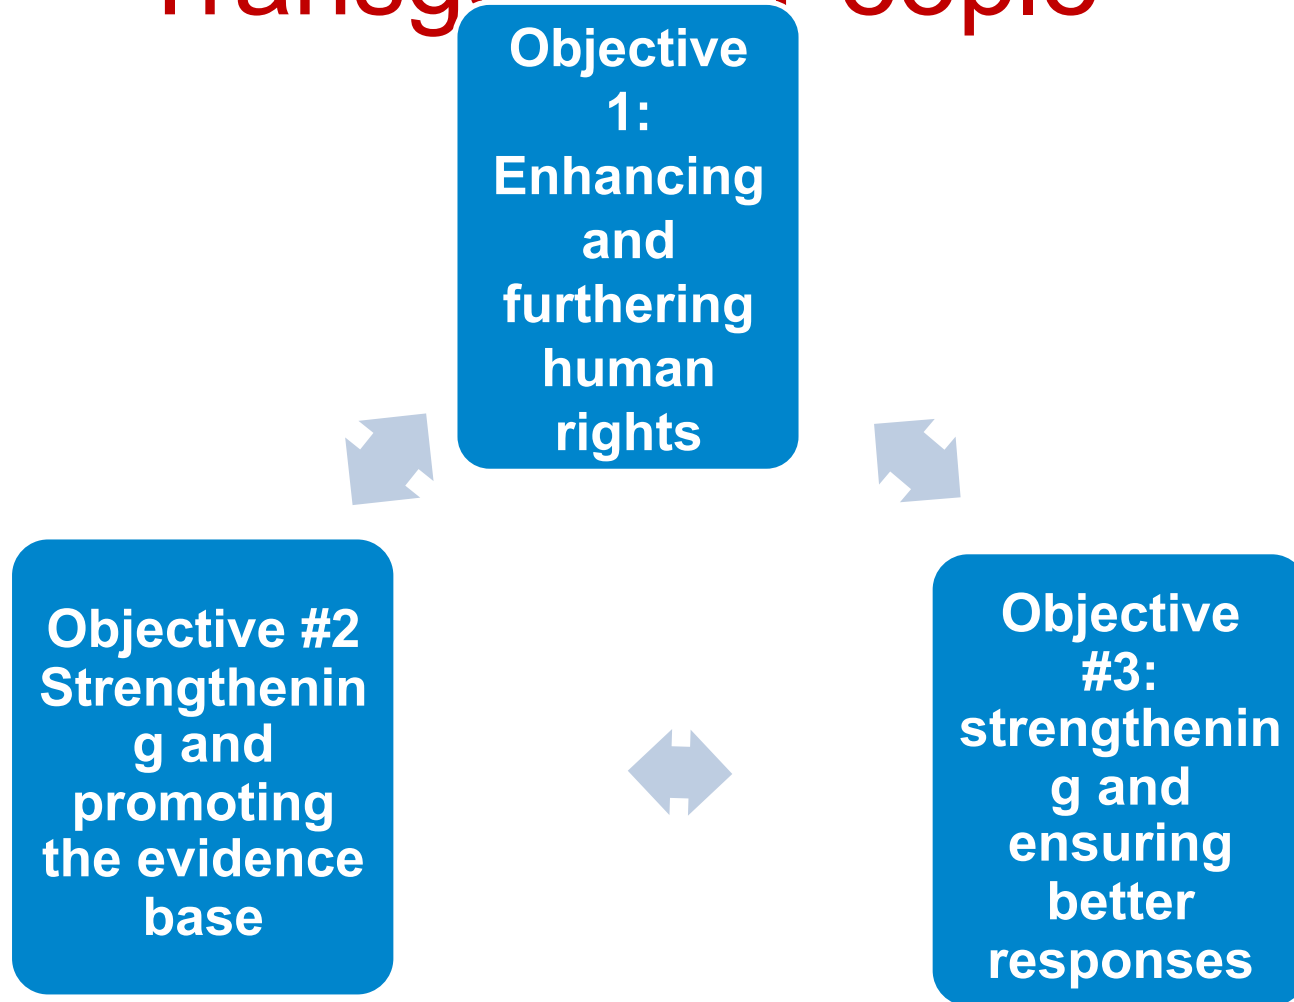 Objective
1:
Enhancing
and
furthering
human
rights
Objective #2
Strengthenin
g and
promoting
the evidence
base
Objective
#3:
strengthenin
g and
ensuring
better
responses